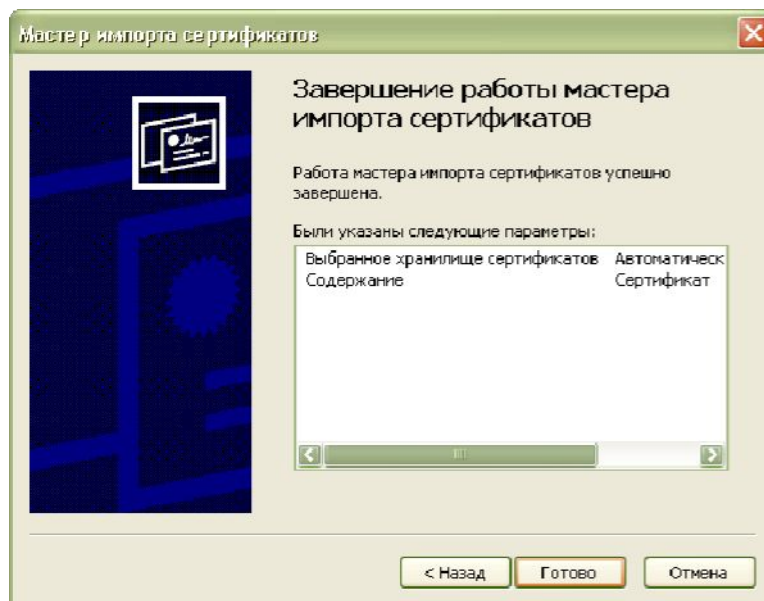 Мастер импорта сертификатов
Завершение работы мастера
импорта сертификатов
Работа мастера импорта сертификатов успешно
завершена.
Были указаны следующие параметры:
Выбранное хранилище сертификатов Автоматическ
Содержание Сертификат
< Назад Готово Отмена